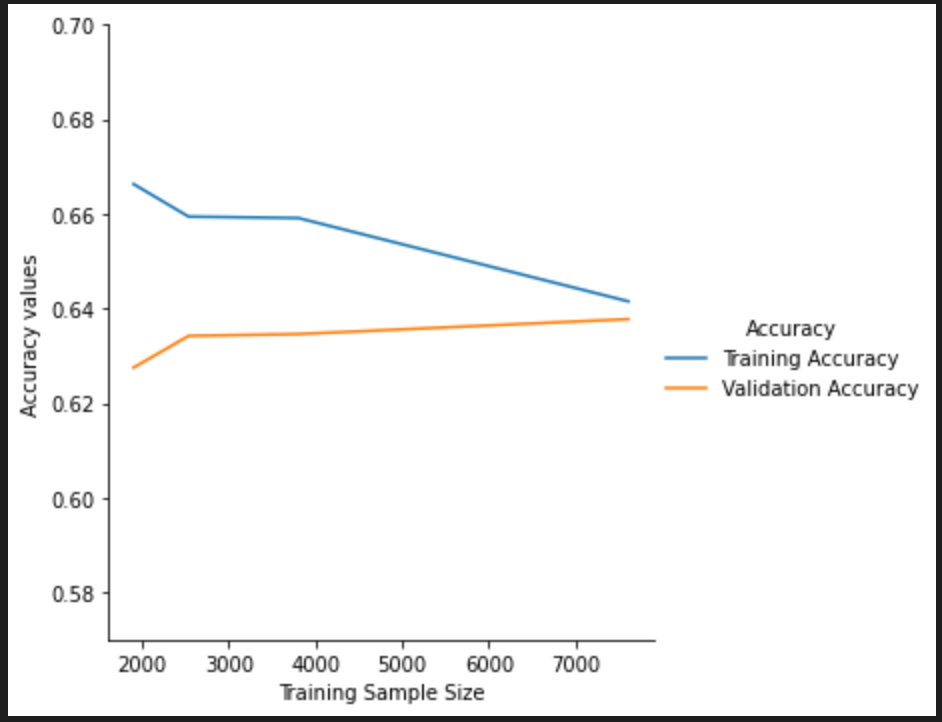 0.70
0.68
0.66
0.64
0.62
0.60
0.58
Accuracy values
2000 3000 4000 5000 6000 7000
Training Sample Size
Accuracy
Training Accuracy
Validation Accuracy